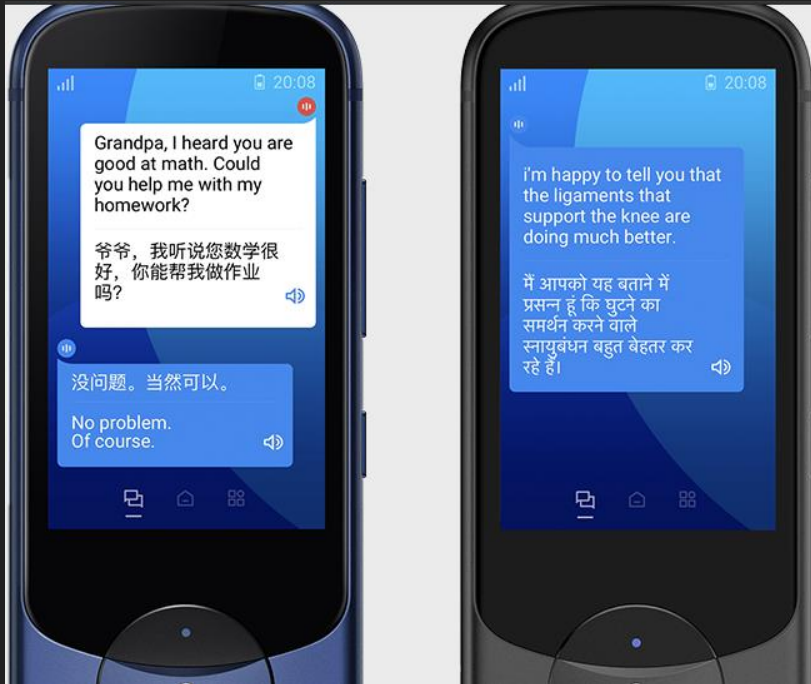 20:08
Grandpa, I heard you are
good at math. Could
you help me with my
homework?
爷爷，我听说您数学很
好，你能帮我做作业
吗?
没问题。当然可以。
No problem.
Of course.
20:08
i'm happy to tell you that
the ligaments that
support the knee are
doing much better.
मैं आपको यह बताने में
प्रसन्न हूं कि घुटने का
समर्थन करने वाले
स्नायुबंधन बहुत बेहतर कर
रहे हैं।